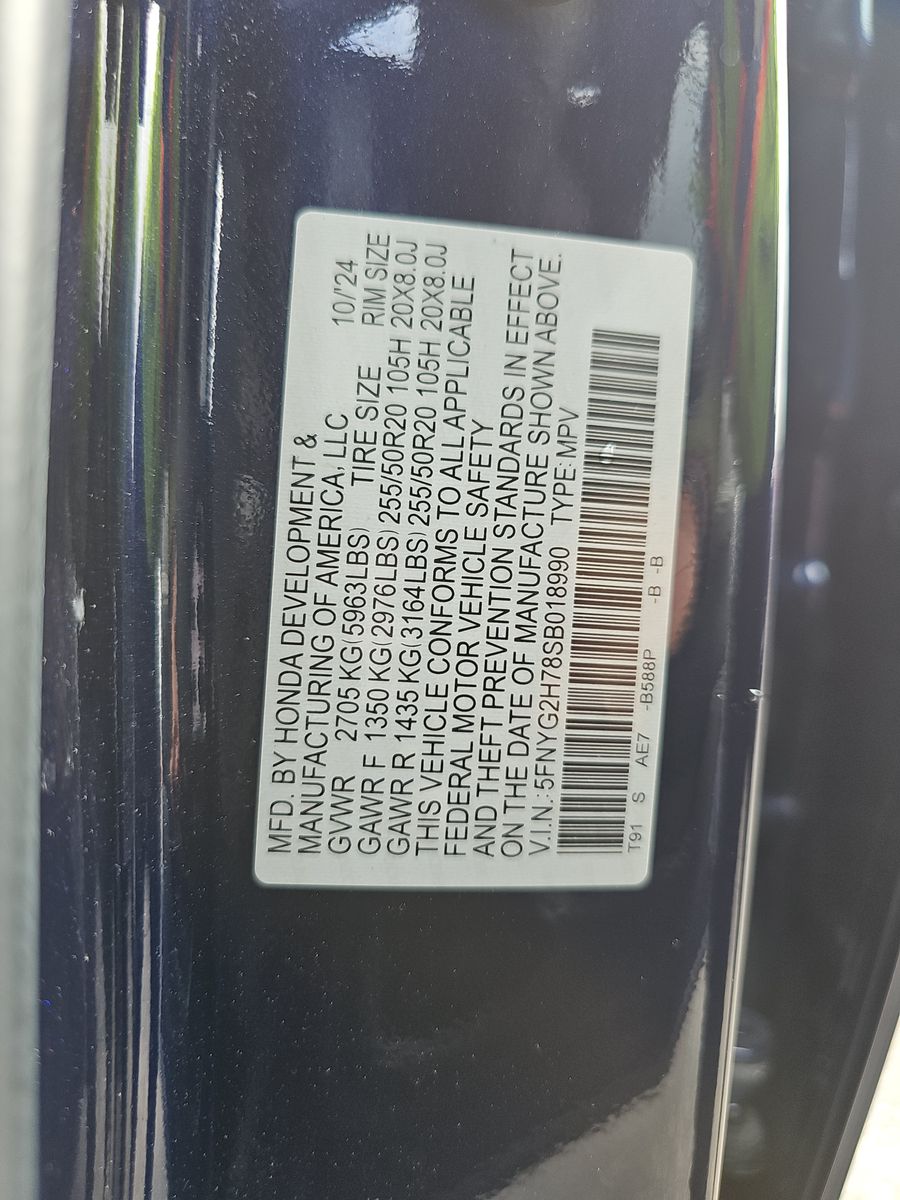 MFD. BY HONDA DEVELOPMENT &
MANUFACTURING OF AMERICA, LLC 10/'24
GVWR 2705 KG(5963LBS) TIRE SIZE RIM SIZE
GAWR F 1350 KG(2976LBS) 255/50R20 105H 20X8.0J
GAWR R 1435 KG(3164LBS) 255/50R20 105H 20X8.0J
THIS VEHICLE CONFORMS TO ALL APPLICABLE
FEDERAL MOTOR VEHICLE SAFETY
AND THEFT PREVENTION STANDARDS IN EFFECT
ON THE DATE OF MANUFACTURE SHOWN ABOVE.
V.I.N.: 5FNYG2H78SB018990 TYPE: MPV
T91 S AE7 -B588P -B -B